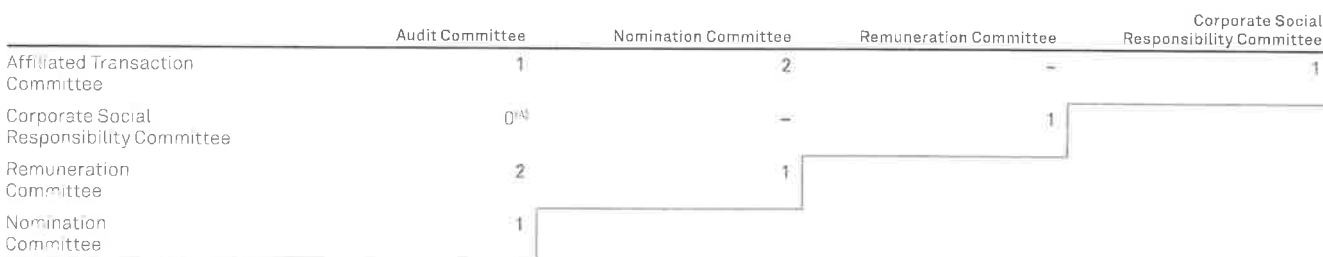 Corporate Social
Audit Committee Nomination Committee Remuneration Committee Responsibility Committee
Affiliated Transaction 1 2 – 1
Committee
Corporate Social 0(A) – 1
Responsibility Committee
Remuneration 2 1
Committee
Nomination 1
Committee